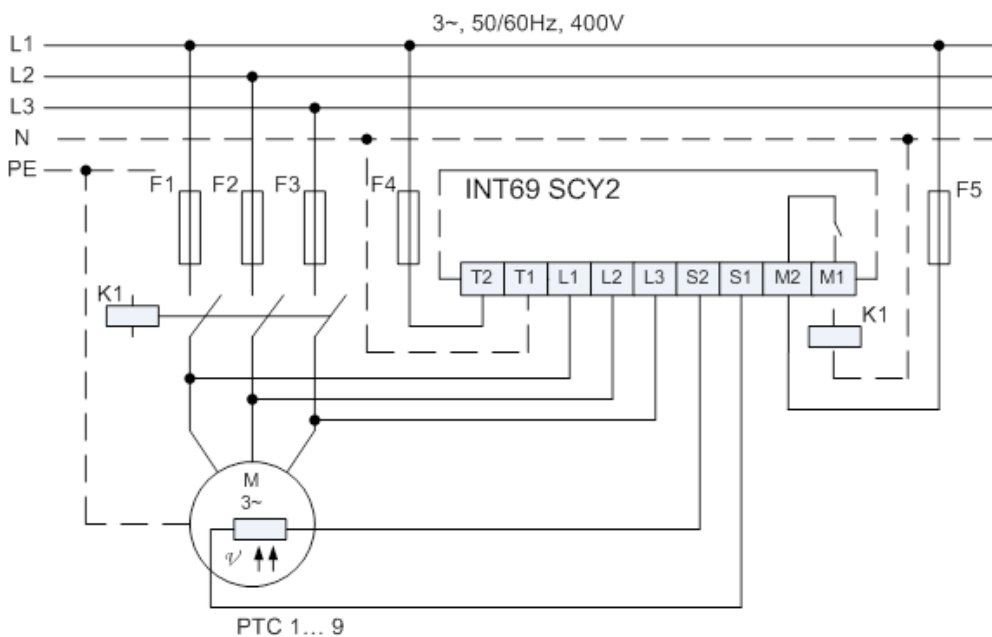 3~, 50/60Hz, 400V
L1
L2
L3
N
PE
F1 F2 F3 F4 INT69 SCY2 F5
T2 T1 L1 L2 L3 S2 S1 M2 M1
K1 K1
M
3~
PTC 1... 9